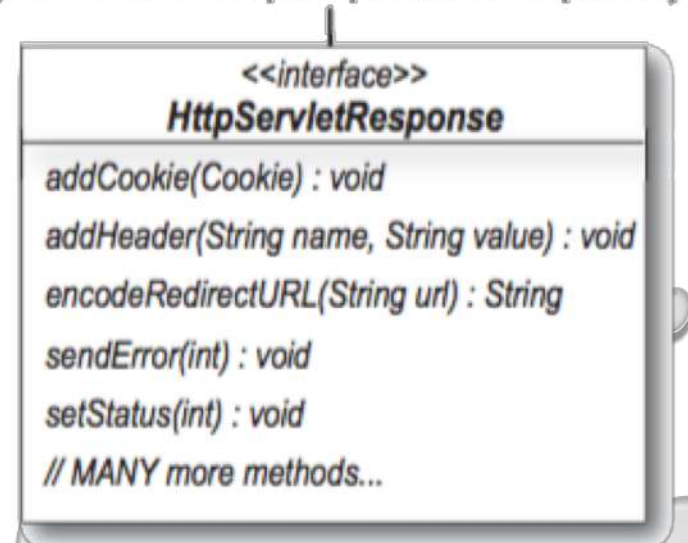 <<interface>>
HttpServletResponse
addCookie(Cookie) : void
addHeader(String name, String value) : void
encodeRedirectURL(String url) : String
sendError(int) : void
setStatus(int) : void
// MANY more methods...